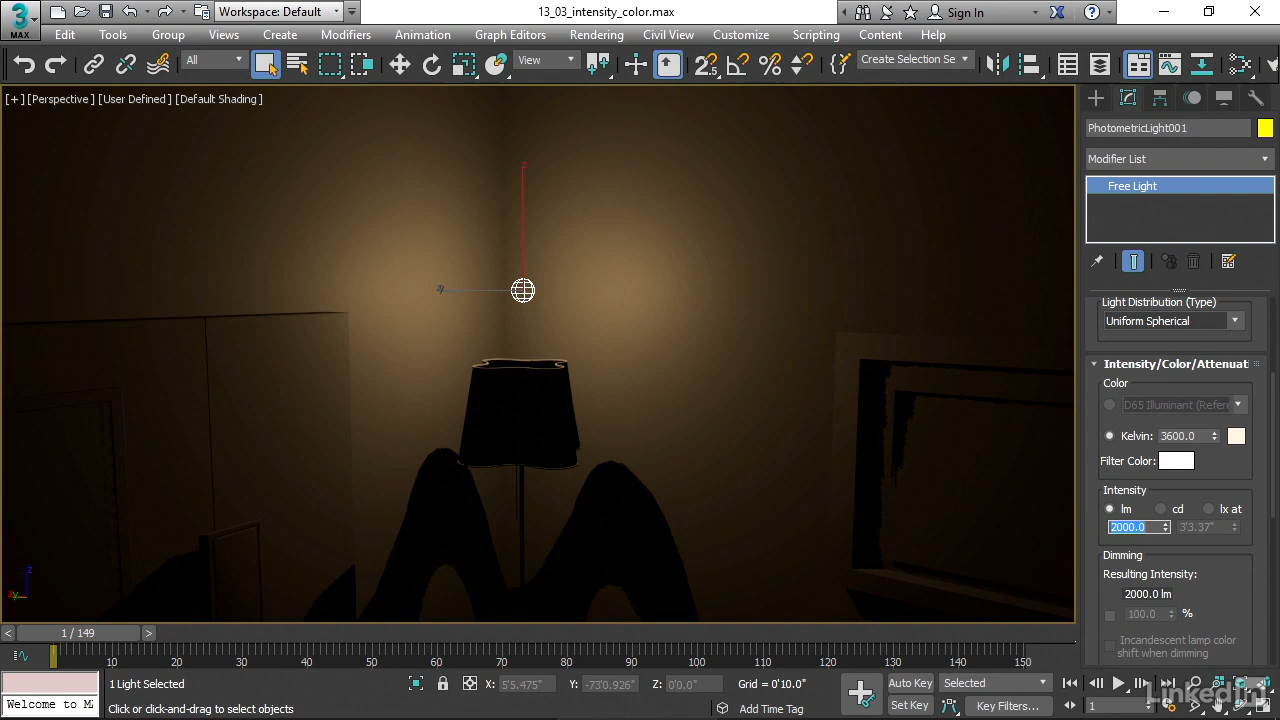 3
MAX
Workspace: Default
13_03_intensity_color.max
Sign In
Edit Tools Group Views Create Modifiers Animation Graph Editors Rendering Civil View Customize Scripting Content Help
All
View
2.5
Create Selection Se
[+] [Perspective] [User Defined] [Default Shading]
PhotometricLight001
Modifier List
Free Light
Light Distribution (Type)
Uniform Spherical
Intensity/Color/Attenuat
Color
D65 Illuminant (Refere
Kelvin: 3600.0
Filter Color:
Intensity
lm cd lx at
2000.0 3'3.37"
Dimming
Resulting Intensity:
2000.0 lm
100.0 %
Incandescent lamp color
shift when dimming
z
x
y
z
< 1 / 149 >
10 20 30 40 50 60 70 80 90 100 110 120 130 140 150
1 Light Selected
X: 5'5.475" Y: -73'0.926" Z: 0'0.0" Grid = 0'10.0"
Auto Key Selected
Welcome to M
Click or click-and-drag to select objects
Add Time Tag
Set Key Key Filters...
1
LinkedIn